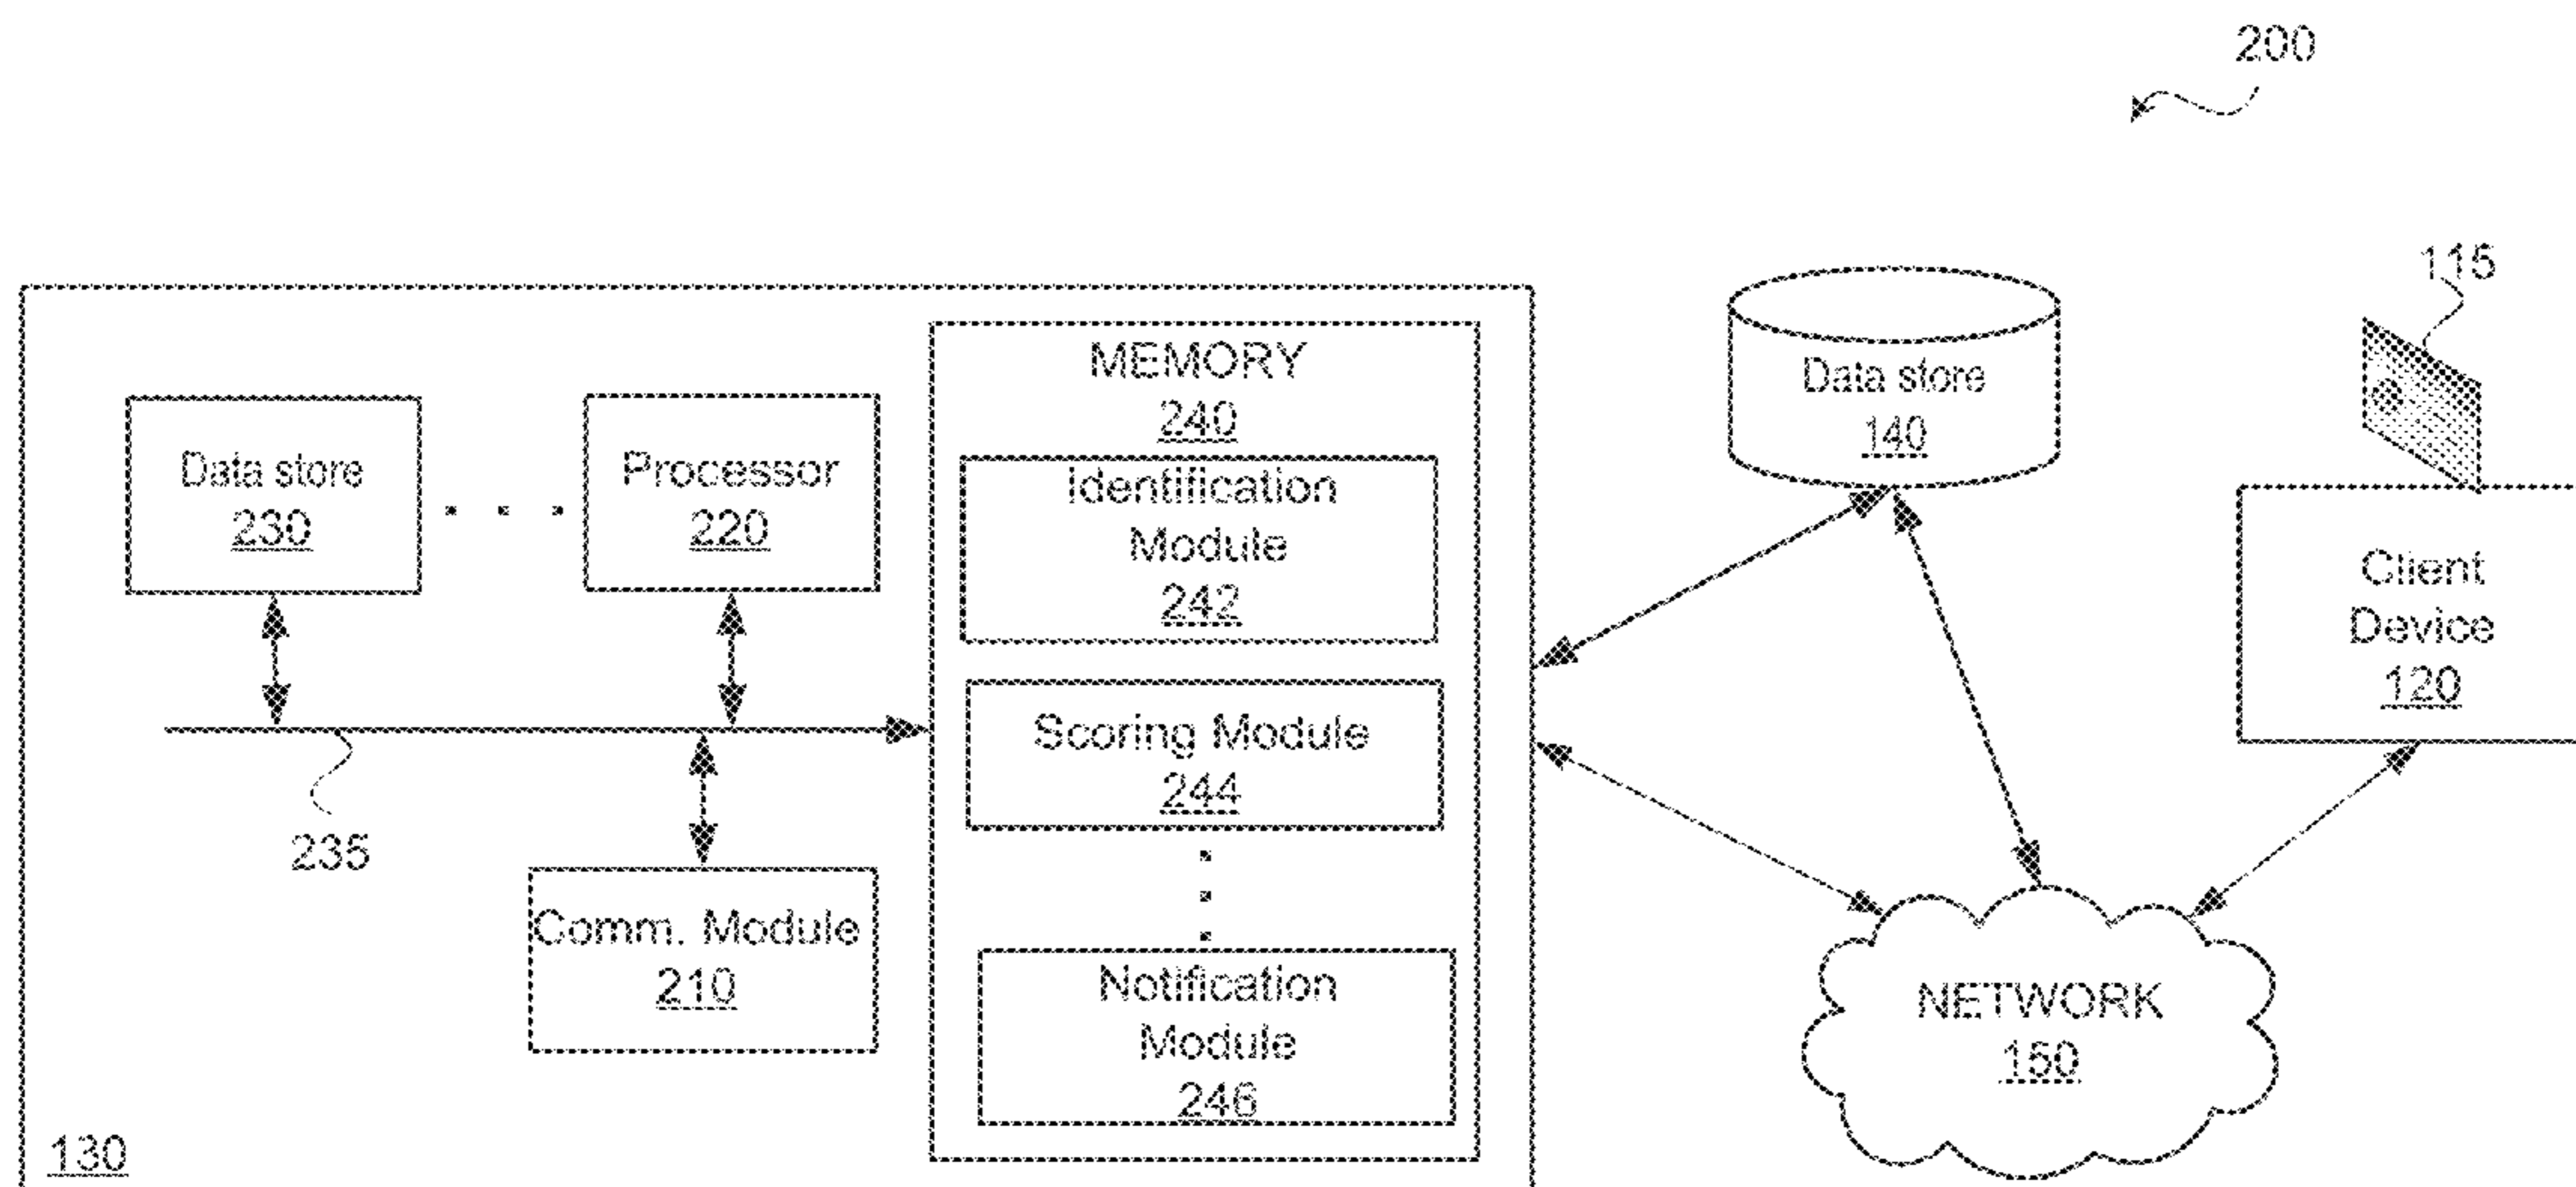 200
115
MEMORY
240
Data store
140
Data store
230
Processor
220
Identification
Module
242
Client
Device
120
Scoring Module
244
235
Comm. Module
210
Notification
Module
246
NETWORK
150
130